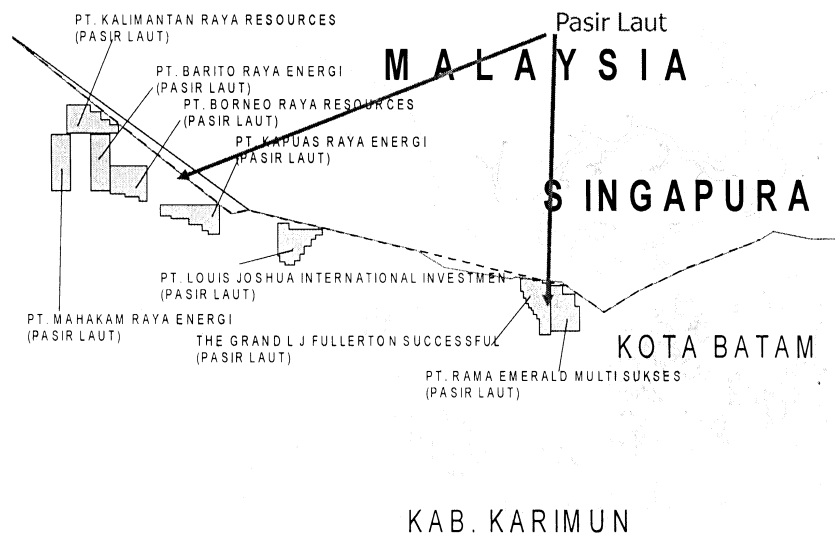 PT. KALIMANTAN RAYA RESOURCES
(PASIR LAUT)
Pasir Laut
MALAYSIA
PT. BARITO RAYA ENERGI
(PASIR LAUT)
PT. BORNEO RAYA RESOURCES
(PASIR LAUT)
PT. KAPUAS RAYA ENERGI
(PASIR LAUT)
SINGAPURA
PT. LOUIS JOSHUA INTERNATIONAL INVESTMEN
(PASIR LAUT)
PT. MAHAKAM RAYA ENERGI
(PASIR LAUT)
THE GRAND L J FULLERTON SUCCESSFUL
(PASIR LAUT)
KOTA BATAM
PT. RAMA EMERALD MULTI SUKSES
(PASIR LAUT)
KAB. KARIMUN